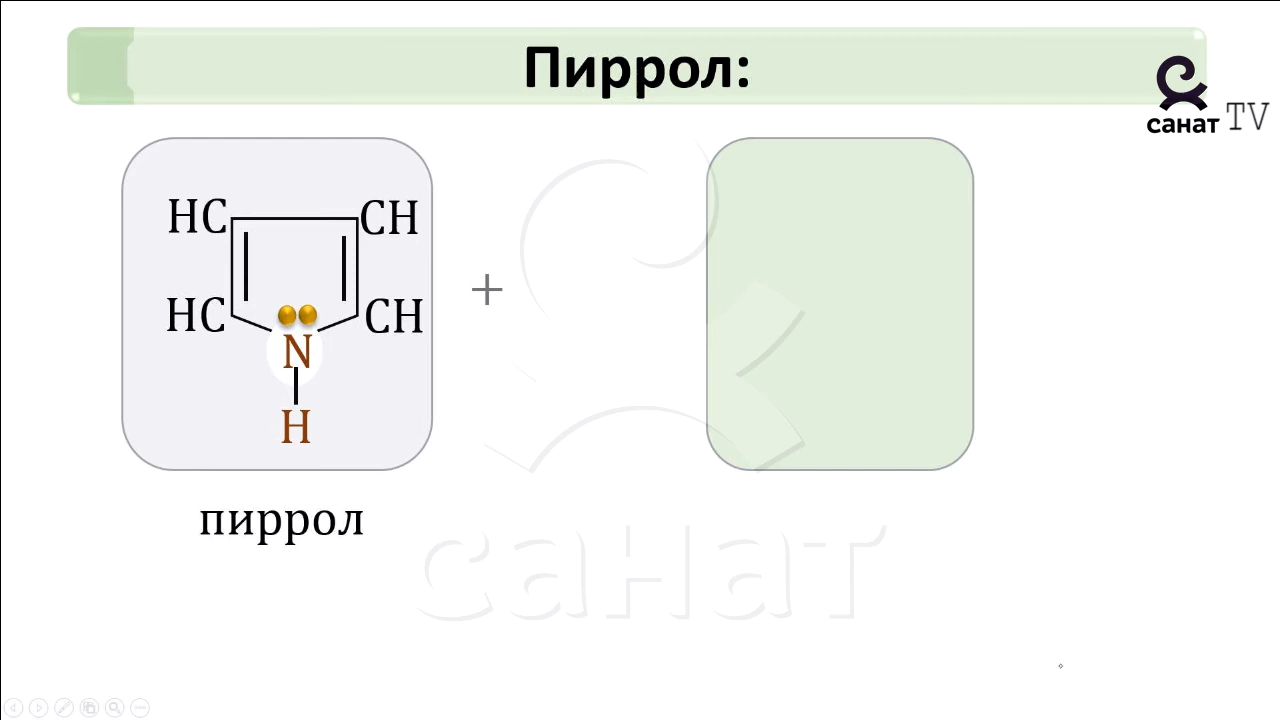 Пиррол:
санат TV
HC CH
HC CH
N
H
+
пиррол
санат